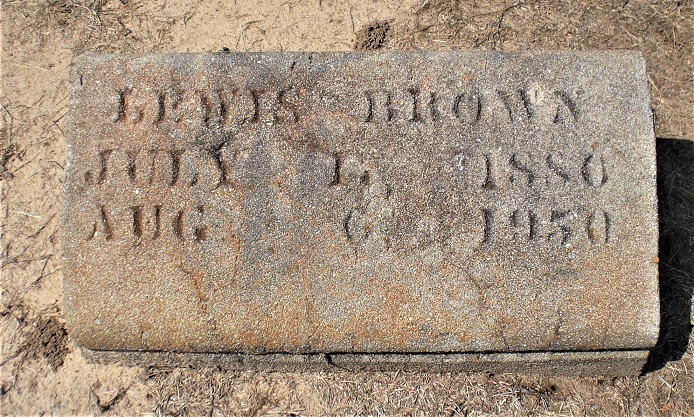 LEWIS BROWN
JULY 1, 1886
AUG. 6, 1950